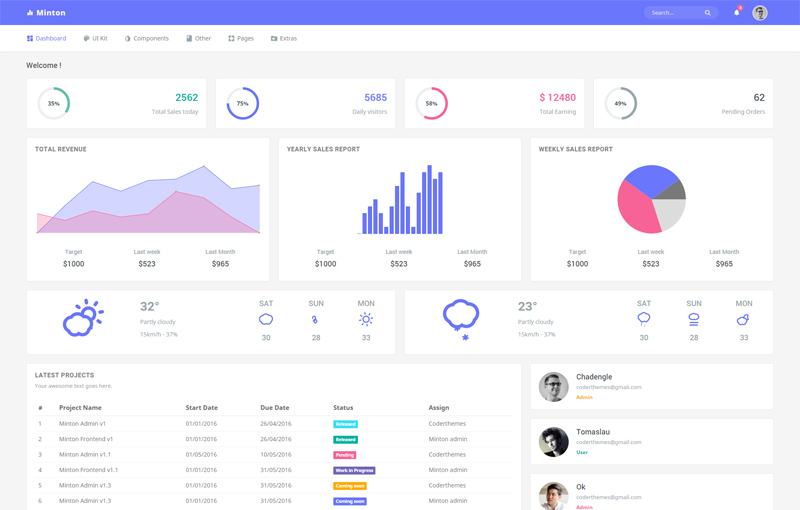 Minton
Search...
Dashboard UI Kit Components Other Pages Extras
Welcome !
35% 2562 Total Sales today
75% 5685 Daily visitors
58% $ 12480 Total Earning
49% 62 Pending Orders
TOTAL REVENUE
Target Last week Last Month
$1000 $523 $965
YEARLY SALES REPORT
Target Last week Last Month
$1000 $523 $965
WEEKLY SALES REPORT
Target Last week Last Month
$1000 $523 $965
32°
Partly cloudy
15km/h - 37%
SAT SUN MON
30 28 33
23°
Partly cloudy
15km/h - 37%
SAT SUN MON
30 28 33
LATEST PROJECTS
Your awesome text goes here.
# Project Name Start Date Due Date Status Assign
1 Minton Admin v1 01/01/2016 26/04/2016 Released Coderthemes
2 Minton Frontend v1 01/01/2016 26/04/2016 Released Minton admin
3 Minton Admin v1.1 01/05/2016 10/05/2016 Pending Coderthemes
4 Minton Frontend v1.1 01/01/2016 31/05/2016 Work in Progress Minton admin
5 Minton Admin v1.3 01/01/2016 31/05/2016 Coming soon Coderthemes
6 Minton Admin v1.3 01/01/2016 31/05/2016 Coming soon Minton admin
Chadengle
coderthemes@gmail.com
Admin
Tomaslau
coderthemes@gmail.com
User
Ok
coderthemes@gmail.com
Admin